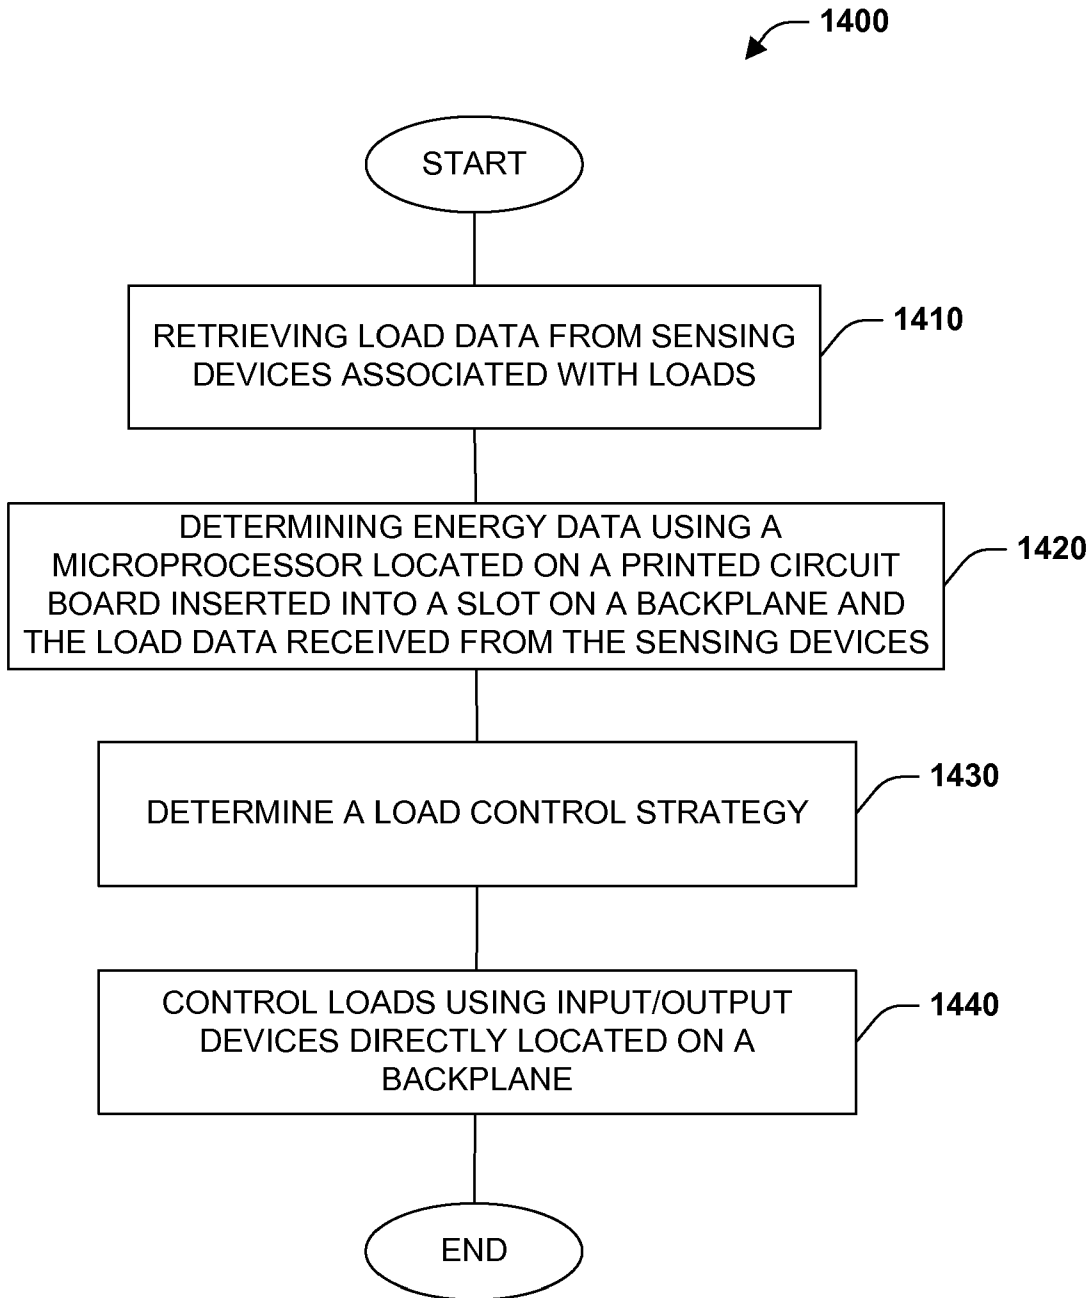 1400
START
RETRIEVING LOAD DATA FROM SENSING
DEVICES ASSOCIATED WITH LOADS
1410
DETERMINING ENERGY DATA USING A
MICROPROCESSOR LOCATED ON A PRINTED CIRCUIT
BOARD INSERTED INTO A SLOT ON A BACKPLANE AND
THE LOAD DATA RECEIVED FROM THE SENSING DEVICES
1420
DETERMINE A LOAD CONTROL STRATEGY
1430
CONTROL LOADS USING INPUT/OUTPUT
DEVICES DIRECTLY LOCATED ON A
BACKPLANE
1440
END